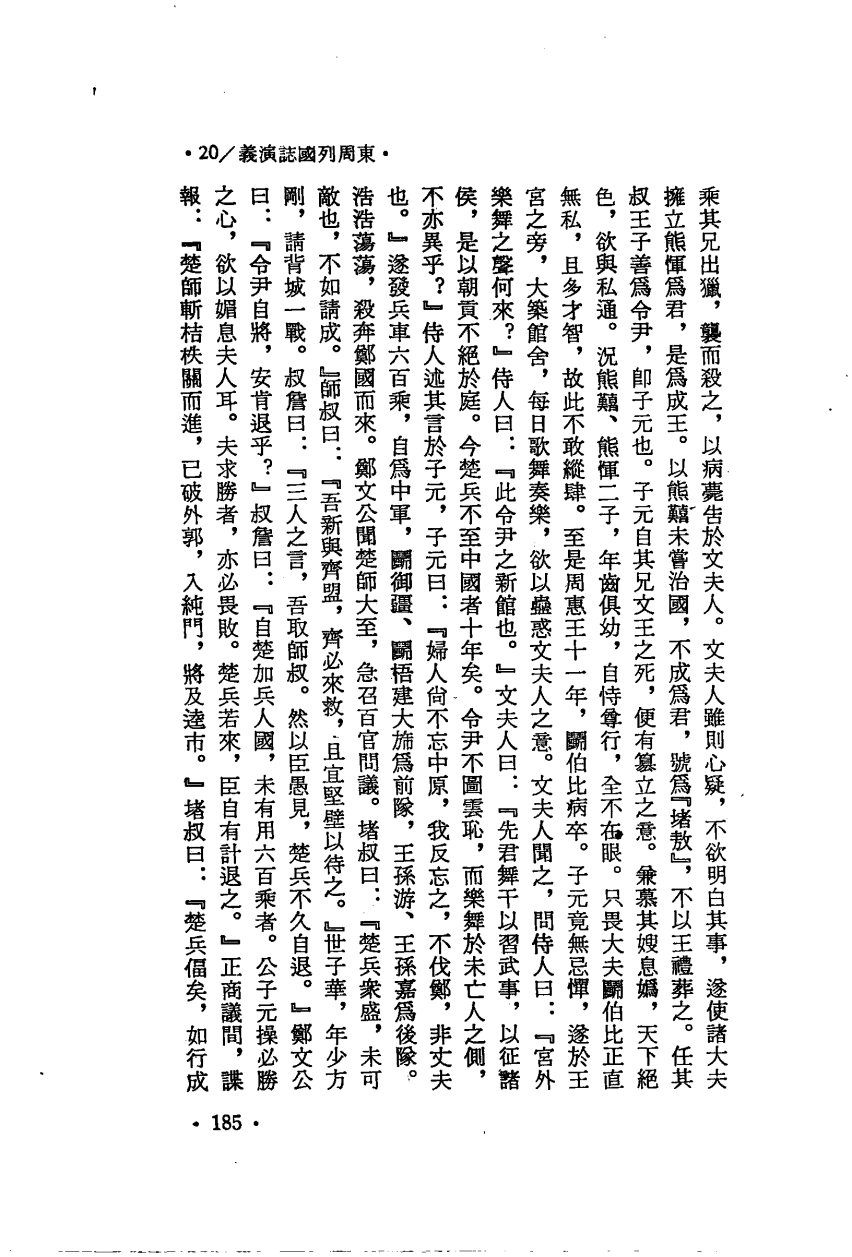 •20／義演誌國列周東•
乘其兄出獵，襲而殺之，以病薨告於文夫人。文夫人雖則心疑，不欲明白其事，遂使諸大夫
擁立熊惲爲君，是爲成王。以熊囏未嘗治國，不成爲君，號爲『堵敖』，不以王禮葬之。任其
叔王子善爲令尹，卽子元也。子元自其兄文王之死，便有篡立之意。兼慕其嫂息嬀，天下絕
色，欲與私通。況熊囏、熊惲二子，年齒俱幼，自恃尊行，全不在眼。只畏大夫鬭伯比正直
無私，且多才智，故此不敢縱肆。至是周惠王十一年，鬭伯比病卒。子元竟無忌憚，遂於王
宮之旁，大築館舍，每日歌舞奏樂，欲以蠱惑文夫人之意。文夫人聞之，問侍人曰：『宮外
樂舞之聲何來？』侍人曰：『此令尹之新館也。』文夫人曰：『先君舞干以習武事，以征諸
侯，是以朝貢不絕於庭。今楚兵不至中國者十年矣。令尹不圖雲恥，而樂舞於未亡人之側，
不亦異乎？』侍人述其言於子元，子元曰：『婦人尙不忘中原，我反忘之，不伐鄭，非丈夫
也。』遂發兵車六百乘，自爲中軍，鬭御疆、鬭梧建大旆爲前隊，王孫游、王孫嘉爲後隊。
浩浩蕩蕩，殺奔鄭國而來。鄭文公聞楚師大至，急召百官問議。堵叔曰：『楚兵衆盛，未可
敵也，不如請成。』師叔曰：『吾新與齊盟，齊必來救，且宜堅壁以待之。』世子華，年少方
剛，請背城一戰。叔詹曰：『三人之言，吾取師叔。然以臣愚見，楚兵不久自退。』鄭文公
曰：『令尹自將，安肯退乎？』叔詹曰：『自楚加兵人國，未有用六百乘者。公子元操必勝
之心，欲以媚息夫人耳。夫求勝者，亦必畏敗。楚兵若來，臣自有計退之。』正商議間，諜
報：『楚師斬桔柣關而進，已破外郭，入純門，將及逵市。』堵叔曰：『楚兵偪矣，如行成
•185•